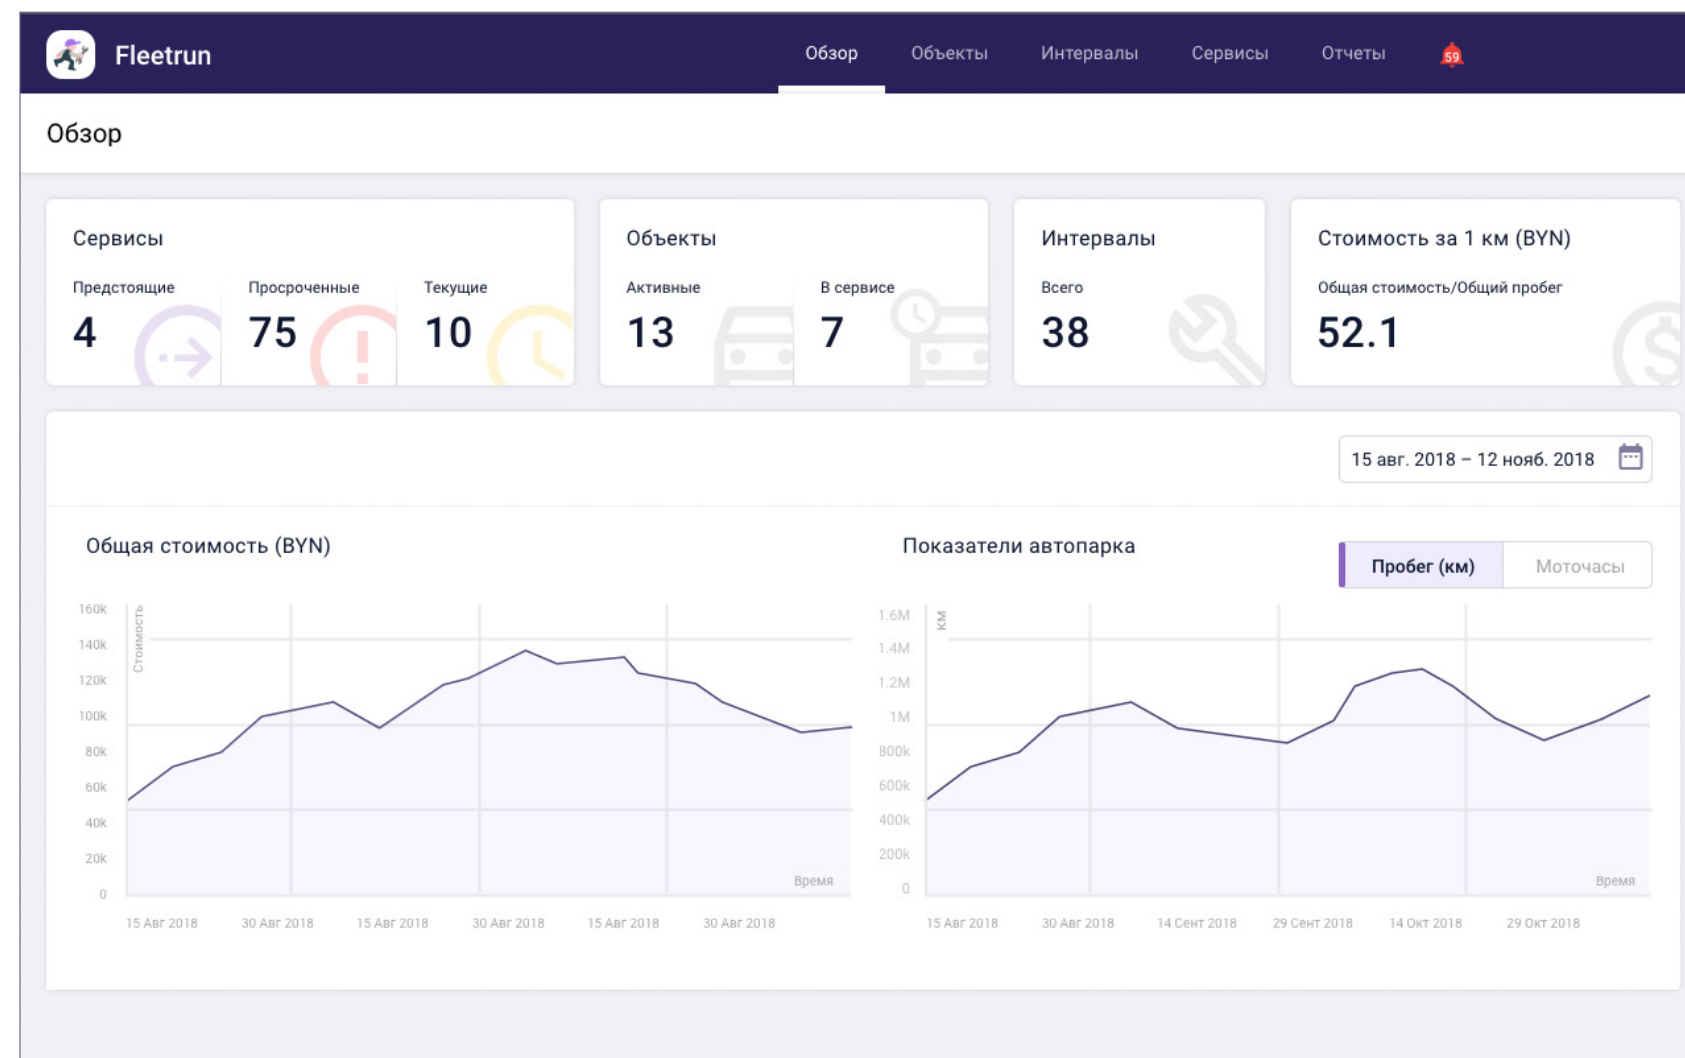 Fleetrun
Обзор Объекты Интервалы Сервисы Отчеты 59
Обзор
Сервисы
Предстоящие Просроченные Текущие
4 75 10
Объекты
Активные В сервисе
13 7
Интервалы
Всего
38
Стоимость за 1 км (BYN)
Общая стоимость/Общий пробег
52.1
15 авг. 2018 – 12 нояб. 2018
Общая стоимость (BYN)
160k
140k
120k
100k
80k
60k
40k
20k
0
Стоимость
Время
15 Авг 2018 30 Авг 2018 15 Авг 2018 30 Авг 2018 15 Авг 2018 30 Авг 2018
Показатели автопарка
Пробег (км) Моточасы
1.6M
1.4M
1.2M
1M
800k
600k
400k
200k
0
КМ
Время
15 Авг 2018 30 Авг 2018 14 Сент 2018 29 Сент 2018 14 Окт 2018 29 Окт 2018